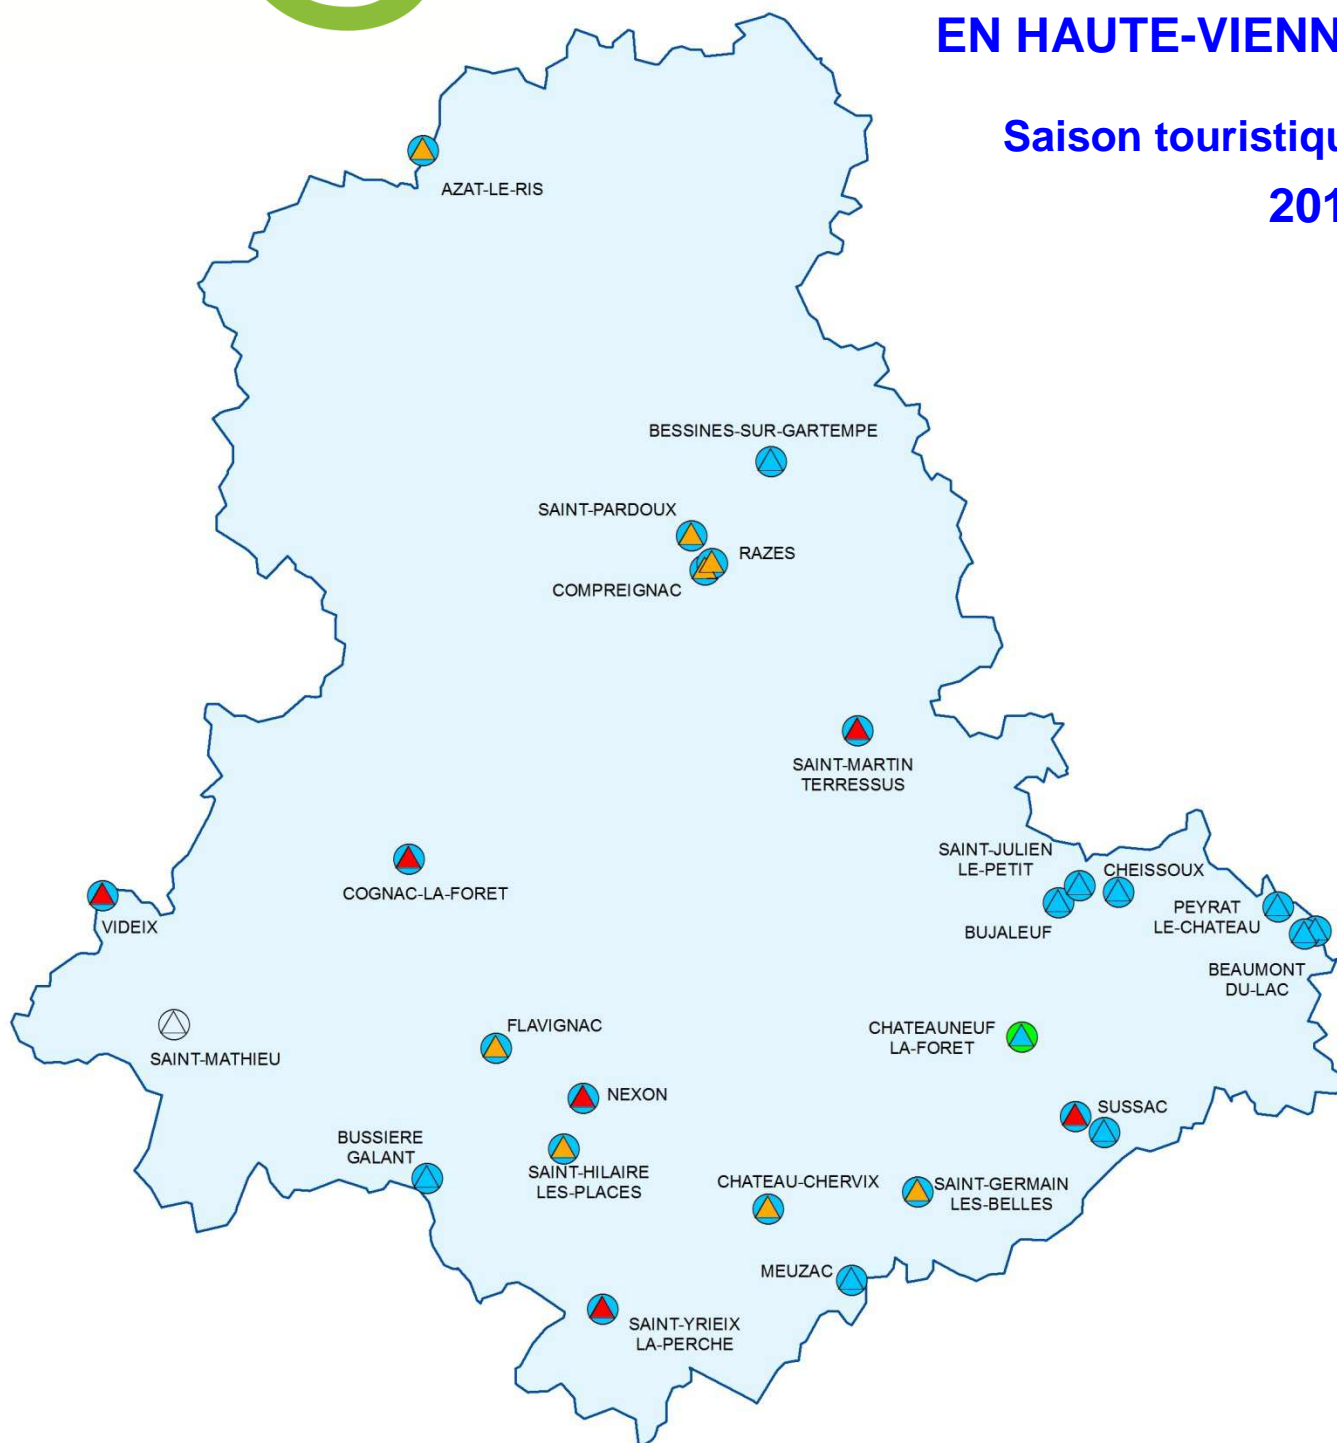 EN HAUTE-VIENN
Saison touristiqu
201
AZAT-LE-RIS
BESSINES-SUR-GARTEMPE
SAINT-PARDOUX
RAZES
COMPREIGNAC
SAINT-MARTIN
TERRESSUS
SAINT-JULIEN
LE-PETIT
CHEISSOUX
COGNAC-LA-FORET
PEYRAT
LE-CHATEAU
VIDEIX
BUJALEUF
BEAUMONT
DU-LAC
FLAVIGNAC
CHATEAUNEUF
LA-FORET
SAINT-MATHIEU
NEXON
SUSSAC
BUSSIERE
GALANT
SAINT-HILAIRE
LES-PLACES
CHATEAU-CHERVIX
SAINT-GERMAIN
LES-BELLES
MEUZAC
SAINT-YRIEIX
LA-PERCHE